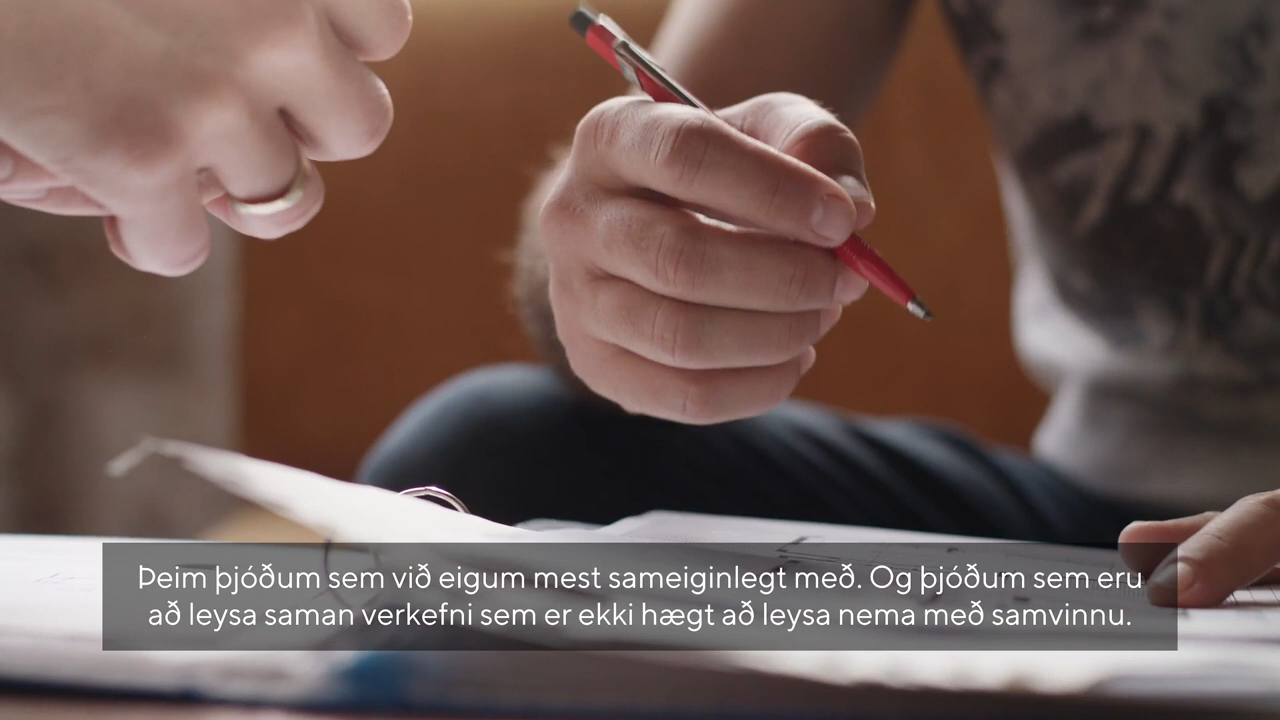 Þeim þjóðum sem við eigum mest sameiginlegt með. Og þjóðum sem eru
að leysa saman verkefni sem er ekki hægt að leysa nema með samvinnu.